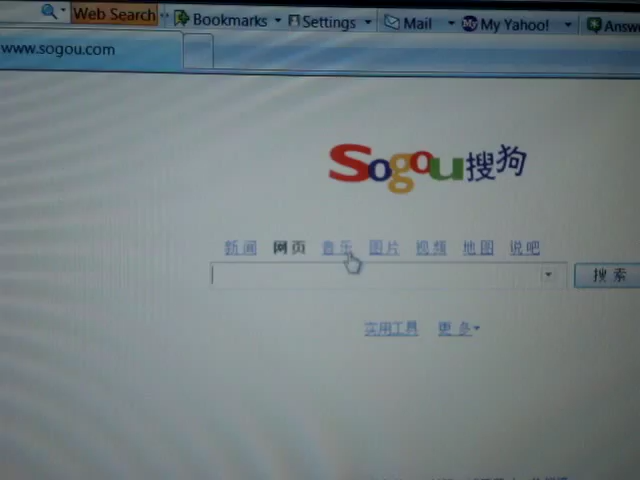 Web Search Bookmarks Settings Mail My Yahoo!
www.sogou.com
Sogou搜狗
新闻 网页 音乐 图片 视频 地图 说吧
搜索
实用工具 更多